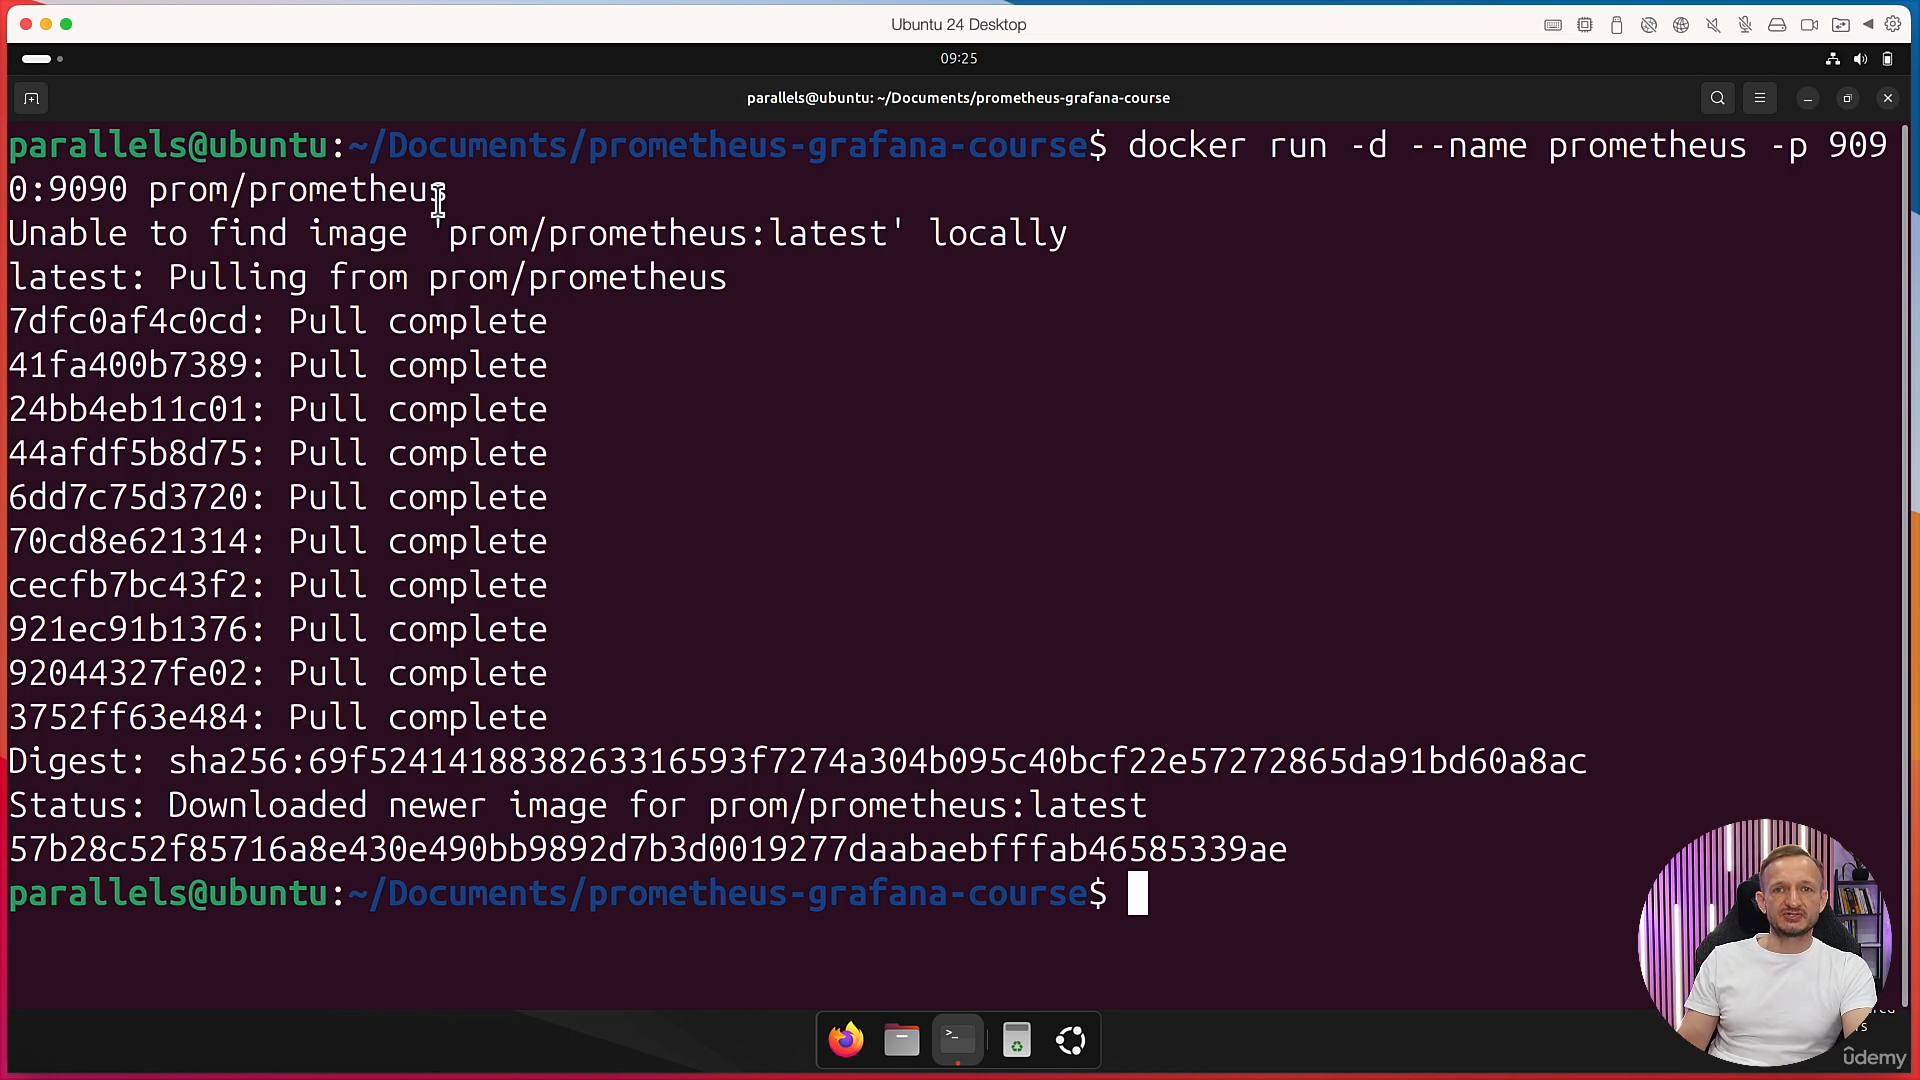 Ubuntu 24 Desktop
09:25
parallels@ubuntu: ~/Documents/prometheus-grafana-course
parallels@ubuntu:~/Documents/prometheus-grafana-course$ docker run -d --name prometheus -p 909
0:9090 prom/prometheus
Unable to find image 'prom/prometheus:latest' locally
latest: Pulling from prom/prometheus
7dfc0af4c0cd: Pull complete
41fa400b7389: Pull complete
24bb4eb11c01: Pull complete
44afdf5b8d75: Pull complete
6dd7c75d3720: Pull complete
70cd8e621314: Pull complete
cecfb7bc43f2: Pull complete
921ec91b1376: Pull complete
92044327fe02: Pull complete
3752ff63e484: Pull complete
Digest: sha256:69f5241418838263316593f7274a304b095c40bcf22e57272865da91bd60a8ac
Status: Downloaded newer image for prom/prometheus:latest
57b28c52f85716a8e430e490bb9892d7b3d0019277daabaebfffab46585339ae
parallels@ubuntu:~/Documents/prometheus-grafana-course$
udemy